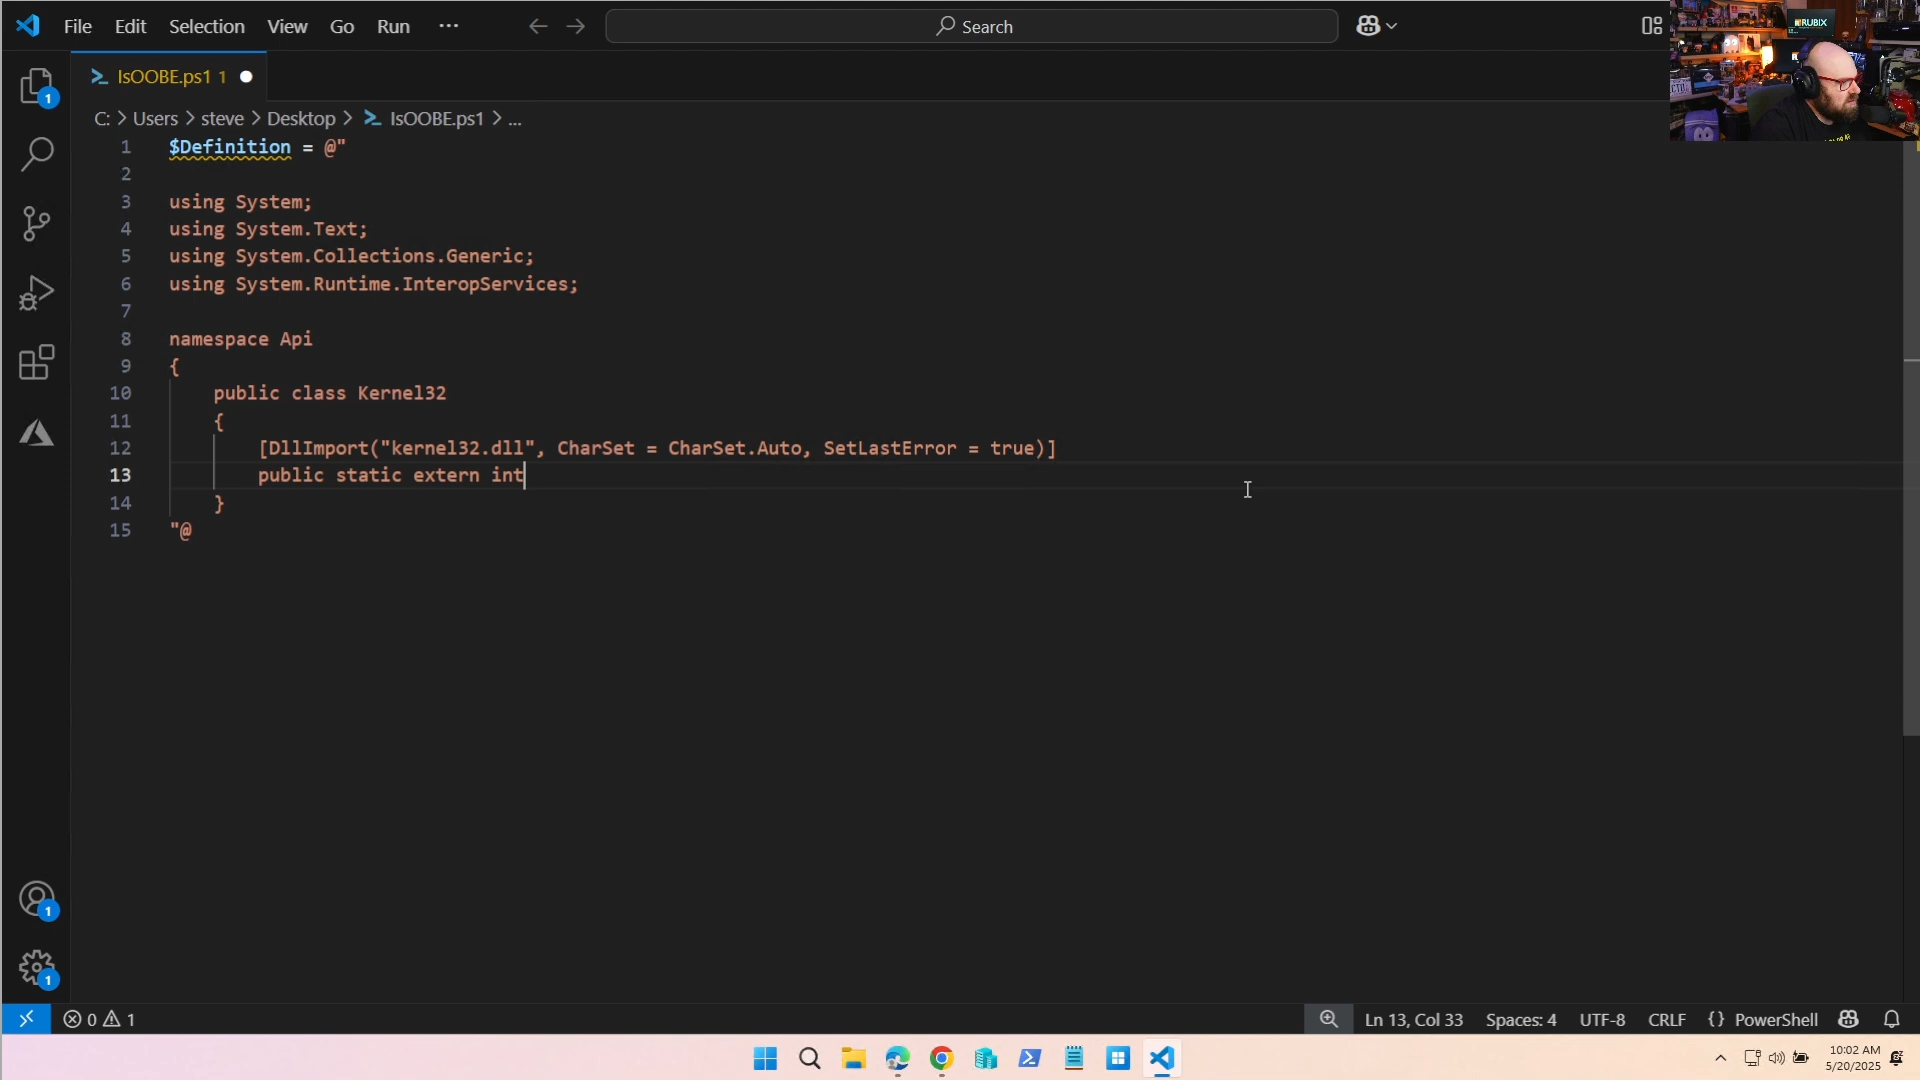 File Edit Selection View Go Run ···
Search
RUBIX
IsOOBE.ps1 1
C: > Users > steve > Desktop > IsOOBE.ps1 > ...
1 $Definition = @"
2
3 using System;
4 using System.Text;
5 using System.Collections.Generic;
6 using System.Runtime.InteropServices;
7
8 namespace Api
9 {
10 public class Kernel32
11 {
12 [DllImport("kernel32.dll", CharSet = CharSet.Auto, SetLastError = true)]
13 public static extern int
14 }
15 "@
1
1
1
0 1
Ln 13, Col 33 Spaces: 4 UTF-8 CRLF {} PowerShell
10:02 AM
5/20/2025